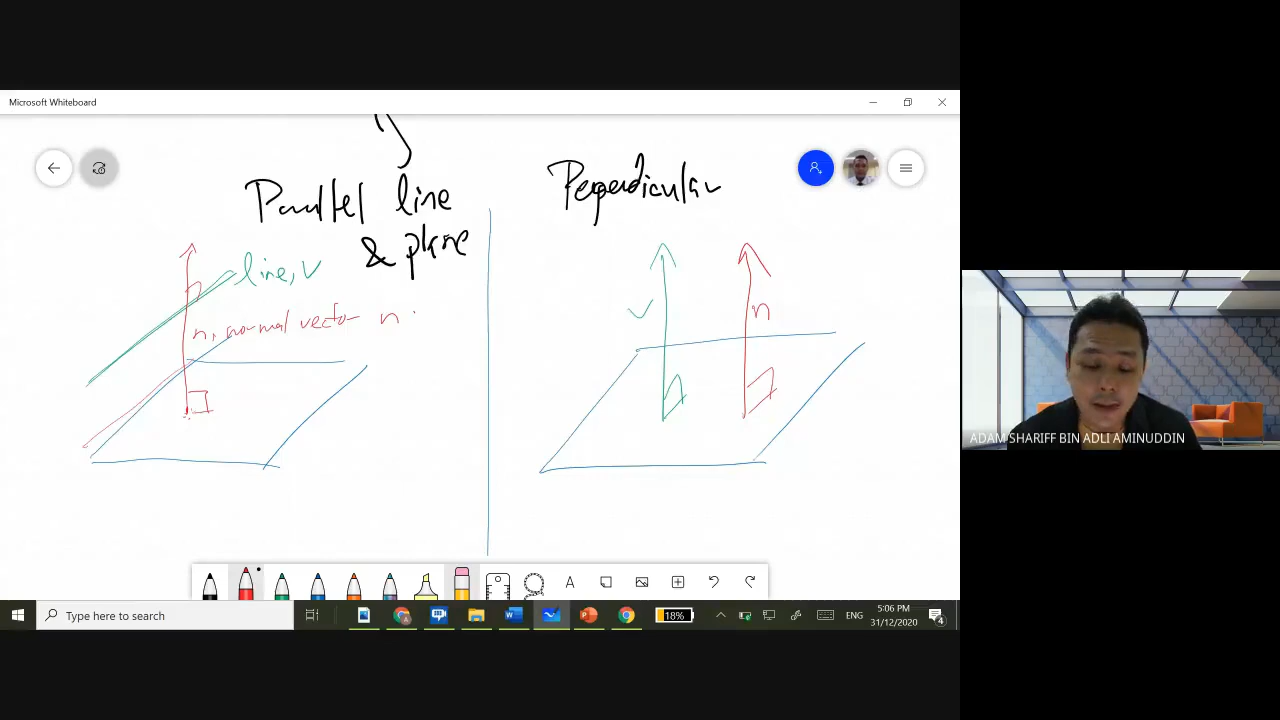 Microsoft Whiteboard
Parallel line
& plane
line, v
n, normal vector n
Perpendicular
v
n
A
ADAM SHARIFF BIN ADLI AMINUDDIN
Type here to search
18%
ENG
5:06 PM
31/12/2020
4